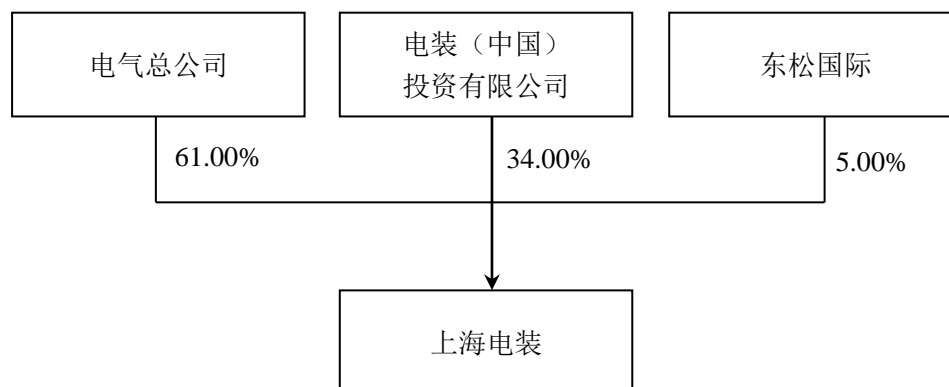 电气总公司
电装（中国）
投资有限公司
东松国际
61.00%
34.00%
5.00%
上海电装